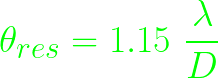 θ_res = 1.15 λ/D